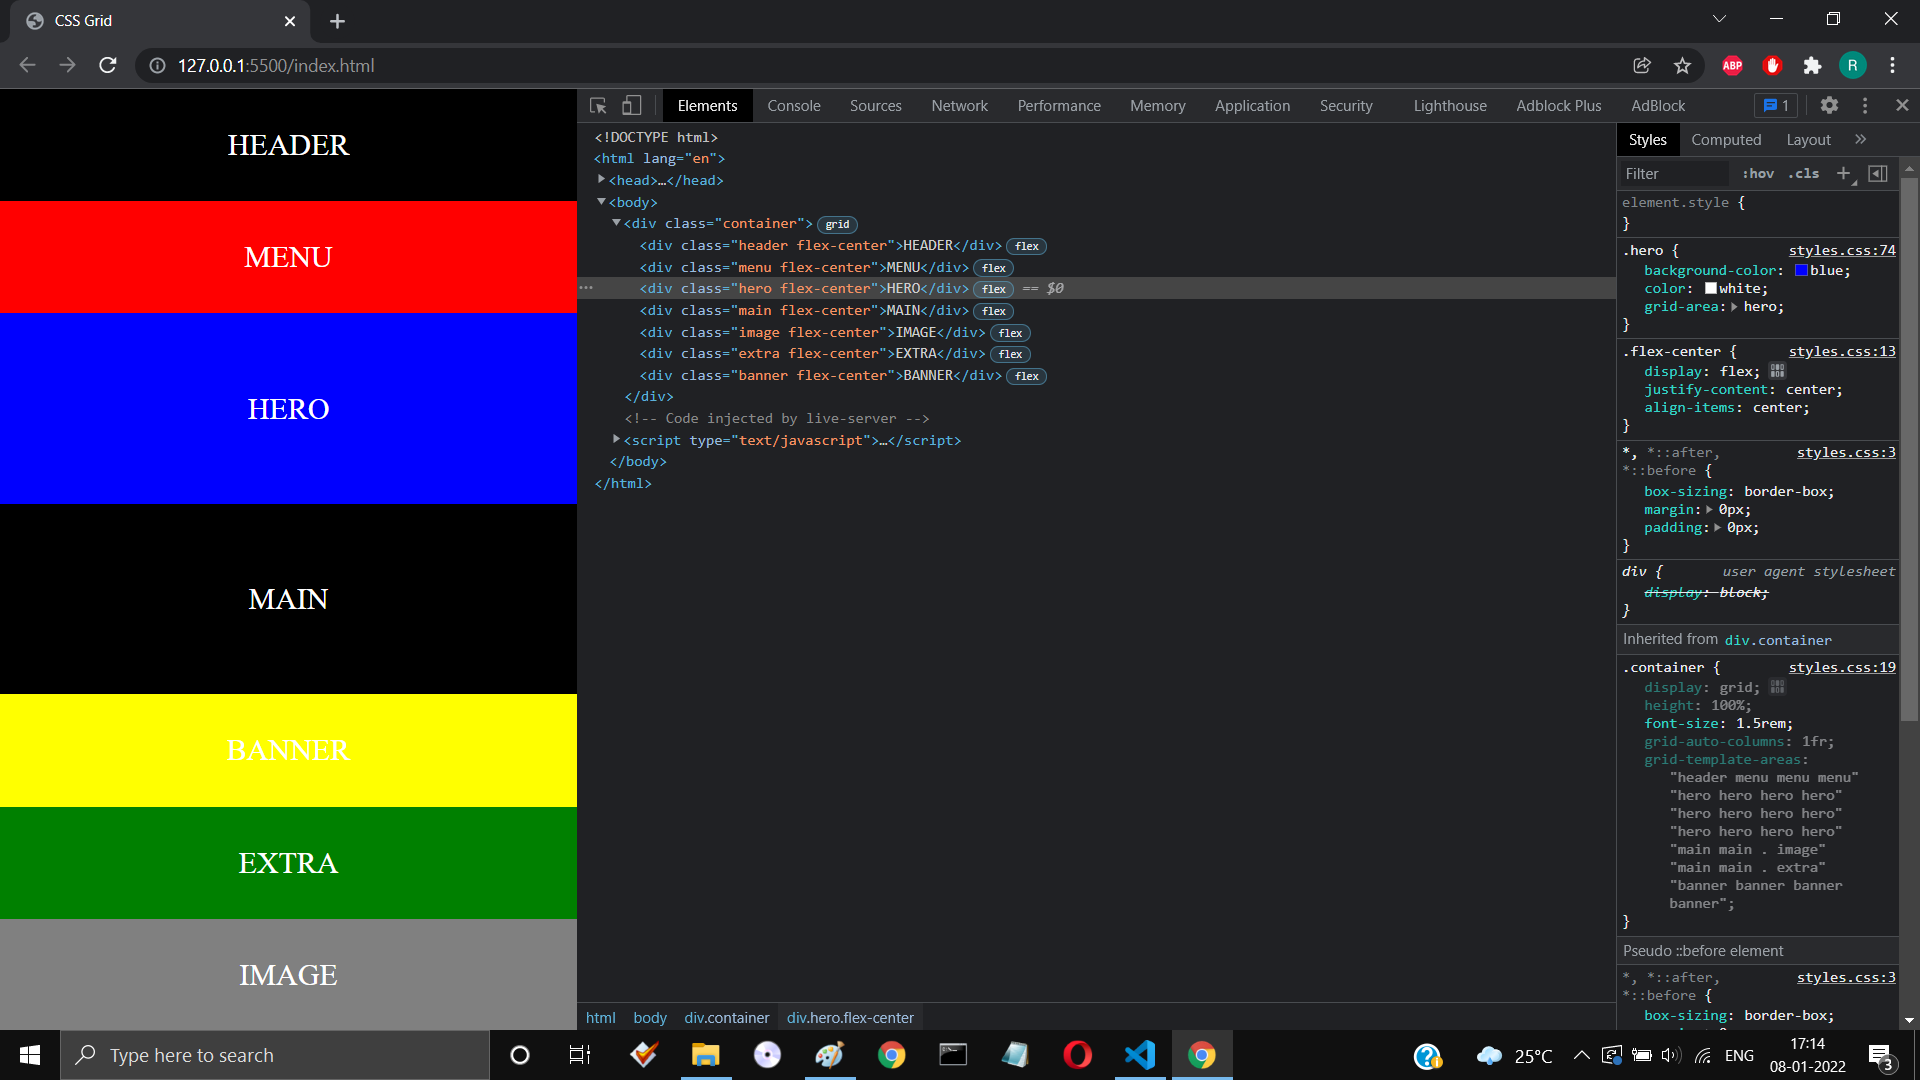 CSS Grid
127.0.0.1:5500/index.html
ABP
R
HEADER
MENU
HERO
MAIN
BANNER
EXTRA
IMAGE
Elements Console Sources Network Performance Memory Application Security Lighthouse Adblock Plus AdBlock 1
<!DOCTYPE html>
<html lang="en">
<head>…</head>
<body>
<div class="container"> grid
<div class="header flex-center">HEADER</div> flex
<div class="menu flex-center">MENU</div> flex
<div class="hero flex-center">HERO</div> flex == $0
<div class="main flex-center">MAIN</div> flex
<div class="image flex-center">IMAGE</div> flex
<div class="extra flex-center">EXTRA</div> flex
<div class="banner flex-center">BANNER</div> flex
</div>
<!-- Code injected by live-server -->
<script type="text/javascript">…</script>
</body>
</html>
html body div.container div.hero.flex-center
Styles Computed Layout
Filter :hov .cls
element.style {
}
.hero { styles.css:74
background-color: blue;
color: white;
grid-area: hero;
}
.flex-center { styles.css:13
display: flex;
justify-content: center;
align-items: center;
}
*, *::after, styles.css:3
*::before {
box-sizing: border-box;
margin: 0px;
padding: 0px;
}
div { user agent stylesheet
display: block;
}
Inherited from div.container
.container { styles.css:19
display: grid;
height: 100%;
font-size: 1.5rem;
grid-auto-columns: 1fr;
grid-template-areas:
"header menu menu menu"
"hero hero hero hero"
"hero hero hero hero"
"hero hero hero hero"
"main main . image"
"main main . extra"
"banner banner banner
banner";
}
Pseudo ::before element
*, *::after, styles.css:3
*::before {
box-sizing: border-box;
Type here to search
25°C
ENG
17:14
08-01-2022
3